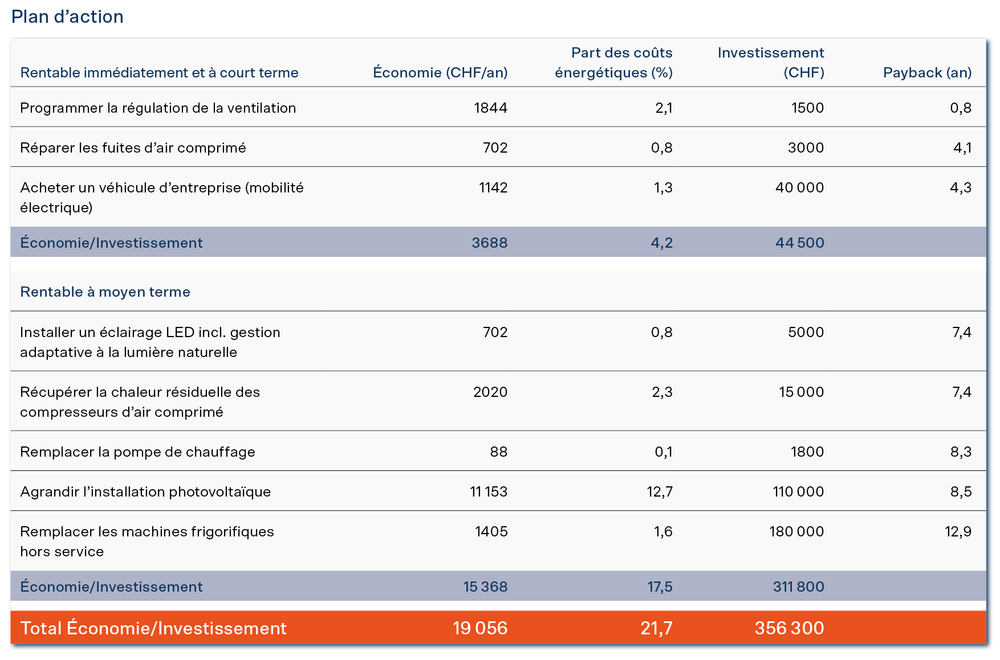 Plan d’action
Part des coûts Investissement
Rentable immédiatement et à court terme Économie (CHF/an) énergétiques (%) (CHF) Payback (an)
Programmer la régulation de la ventilation 1844 2,1 1500 0,8
Réparer les fuites d’air comprimé 702 0,8 3000 4,1
Acheter un véhicule d’entreprise (mobilité 1142 1,3 40 000 4,3
électrique)
Économie/Investissement 3688 4,2 44 500
Rentable à moyen terme
Installer un éclairage LED incl. gestion 702 0,8 5000 7,4
adaptative à la lumière naturelle
Récupérer la chaleur résiduelle des 2020 2,3 15 000 7,4
compresseurs d’air comprimé
Remplacer la pompe de chauffage 88 0,1 1800 8,3
Agrandir l’installation photovoltaïque 11 153 12,7 110 000 8,5
Remplacer les machines frigorifiques 1405 1,6 180 000 12,9
hors service
Économie/Investissement 15 368 17,5 311 800
Total Économie/Investissement 19 056 21,7 356 300